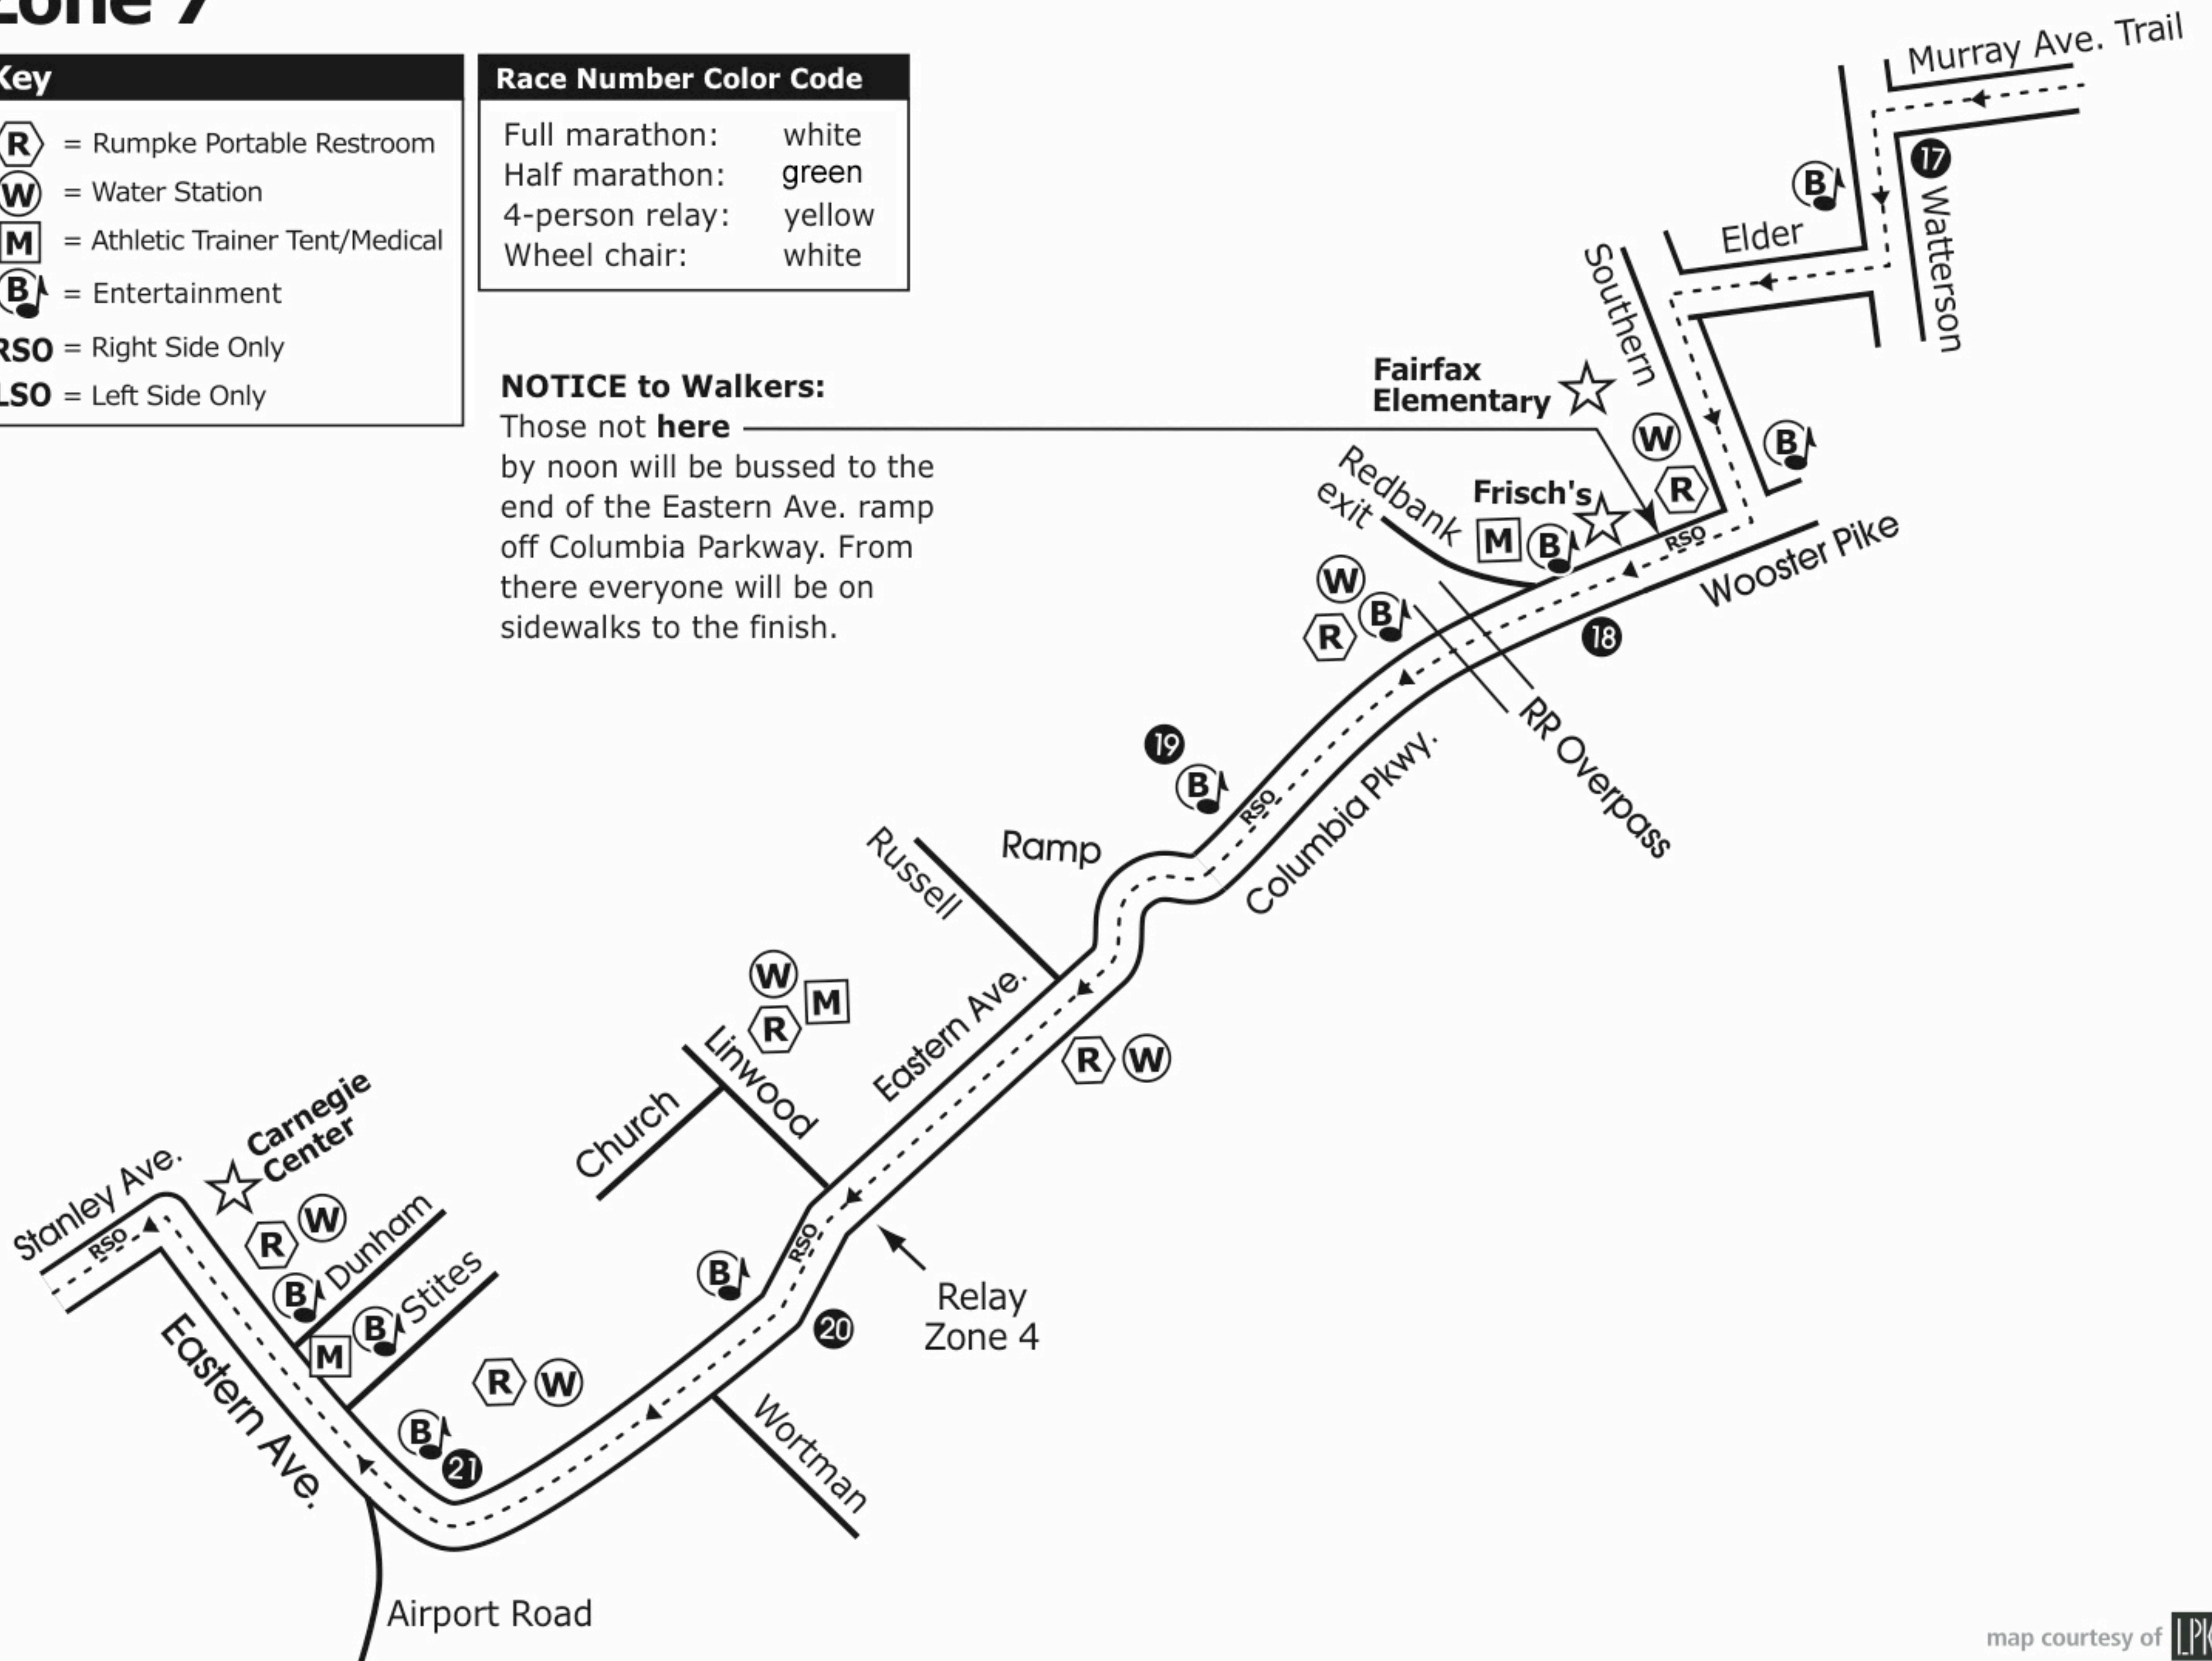 Zone 7
Key
R = Rumpke Portable Restroom
W = Water Station
M = Athletic Trainer Tent/Medical
B = Entertainment
RSO = Right Side Only
LSO = Left Side Only
Race Number Color Code
Full marathon: white
Half marathon: green
4-person relay: yellow
Wheel chair: white
NOTICE to Walkers:
Those not here
by noon will be bussed to the
end of the Eastern Ave. ramp
off Columbia Parkway. From
there everyone will be on
sidewalks to the finish.
Murray Ave. Trail
17
B
Watterson
Elder
Southern
Fairfax
Elementary
W
R
B
Redbank
exit
Frisch's
M
B
RSO
Wooster Pike
18
W
B
R
RR Overpass
19
B
RSO
Columbia Pkwy.
Ramp
Russell
Eastern Ave.
R W
W
M
R
Linwood
Church
Relay
Zone 4
RSO
B
20
Wortman
R W
B
21
Airport Road
Stites
B
M
Dunham
B
W
R
Carnegie
Center
Eastern Ave.
Stanley Ave.
RSO
map courtesy of LPK